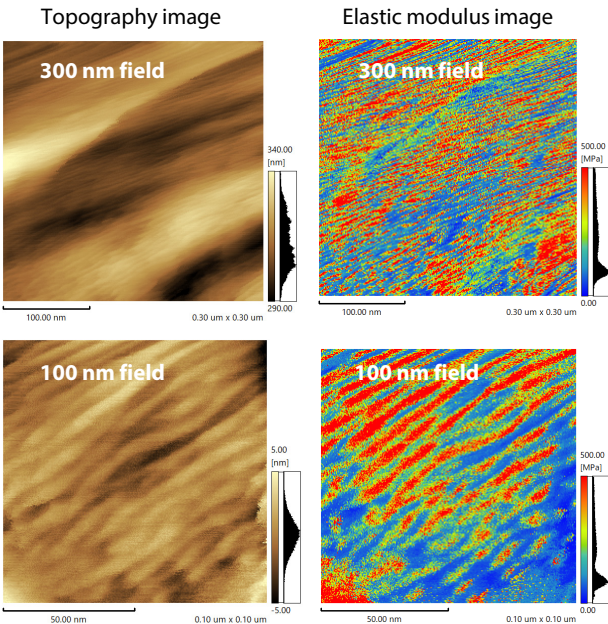 Topography image
Elastic modulus image
300 nm field
340.00
[nm]
290.00
100.00 nm
0.30 um x 0.30 um
300 nm field
500.00
[MPa]
0.00
100.00 nm
0.30 um x 0.30 um
100 nm field
5.00
[nm]
-5.00
50.00 nm
0.10 um x 0.10 um
100 nm field
500.00
[MPa]
0.00
50.00 nm
0.10 um x 0.10 um